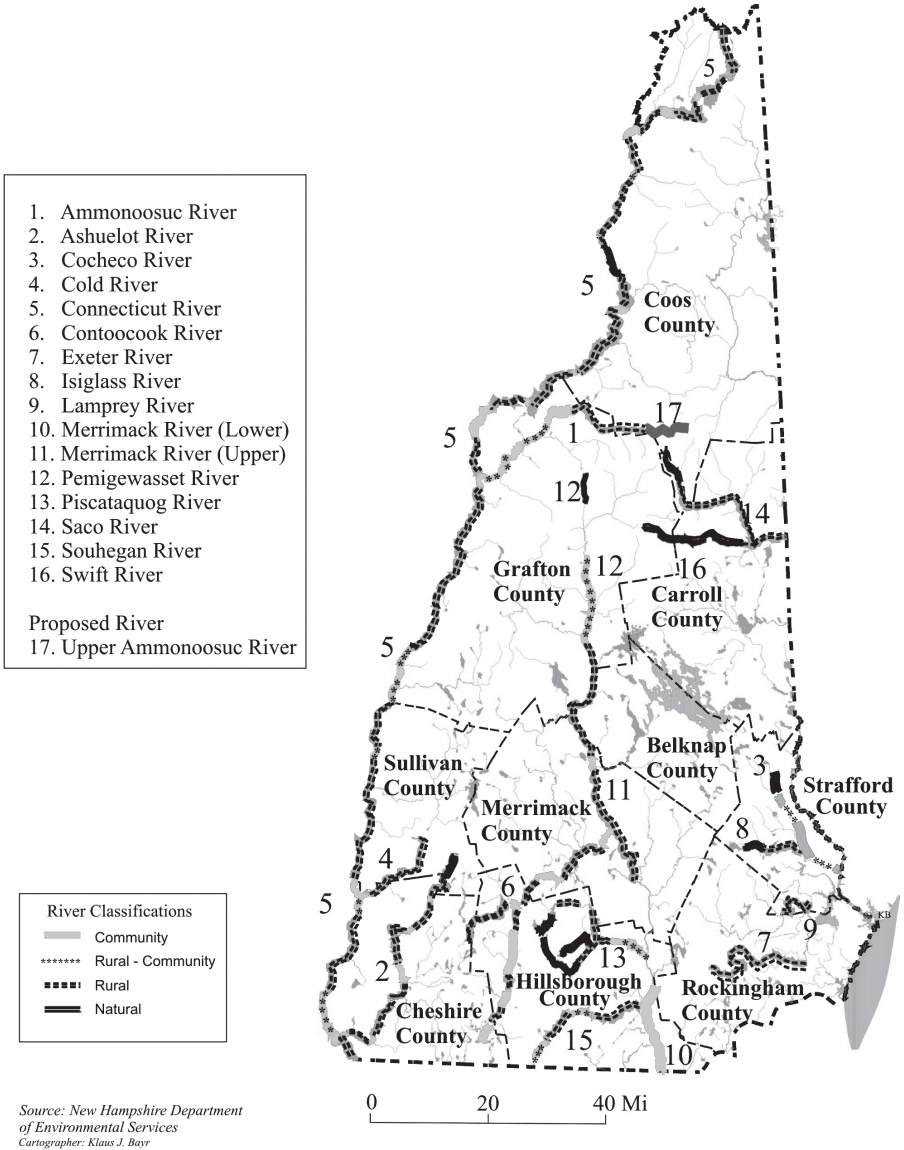 1. Ammonoosuc River
2. Ashuelot River
3. Cocheco River
4. Cold River
5. Connecticut River
6. Contoocook River
7. Exeter River
8. Isiglass River
9. Lamprey River
10. Merrimack River (Lower)
11. Merrimack River (Upper)
12. Pemigewasset River
13. Piscataquog River
14. Saco River
15. Souhegan River
16. Swift River
Proposed River
17. Upper Ammonoosuc River
5
5
Coos
County
17
5
1
12
14
12
16
Grafton
County
Carroll
County
5
Belknap
County
3
Strafford
County
Sullivan
County
11
Merrimack
County
8
4
6
5
KB
9
7
13
2
Hillsborough
County
Rockingham
County
Cheshire
County
15
10
River Classifications
Community
Rural - Community
Rural
Natural
0 20 40 Mi
Source: New Hampshire Department
of Environmental Services
Cartographer: Klaus J. Bayr